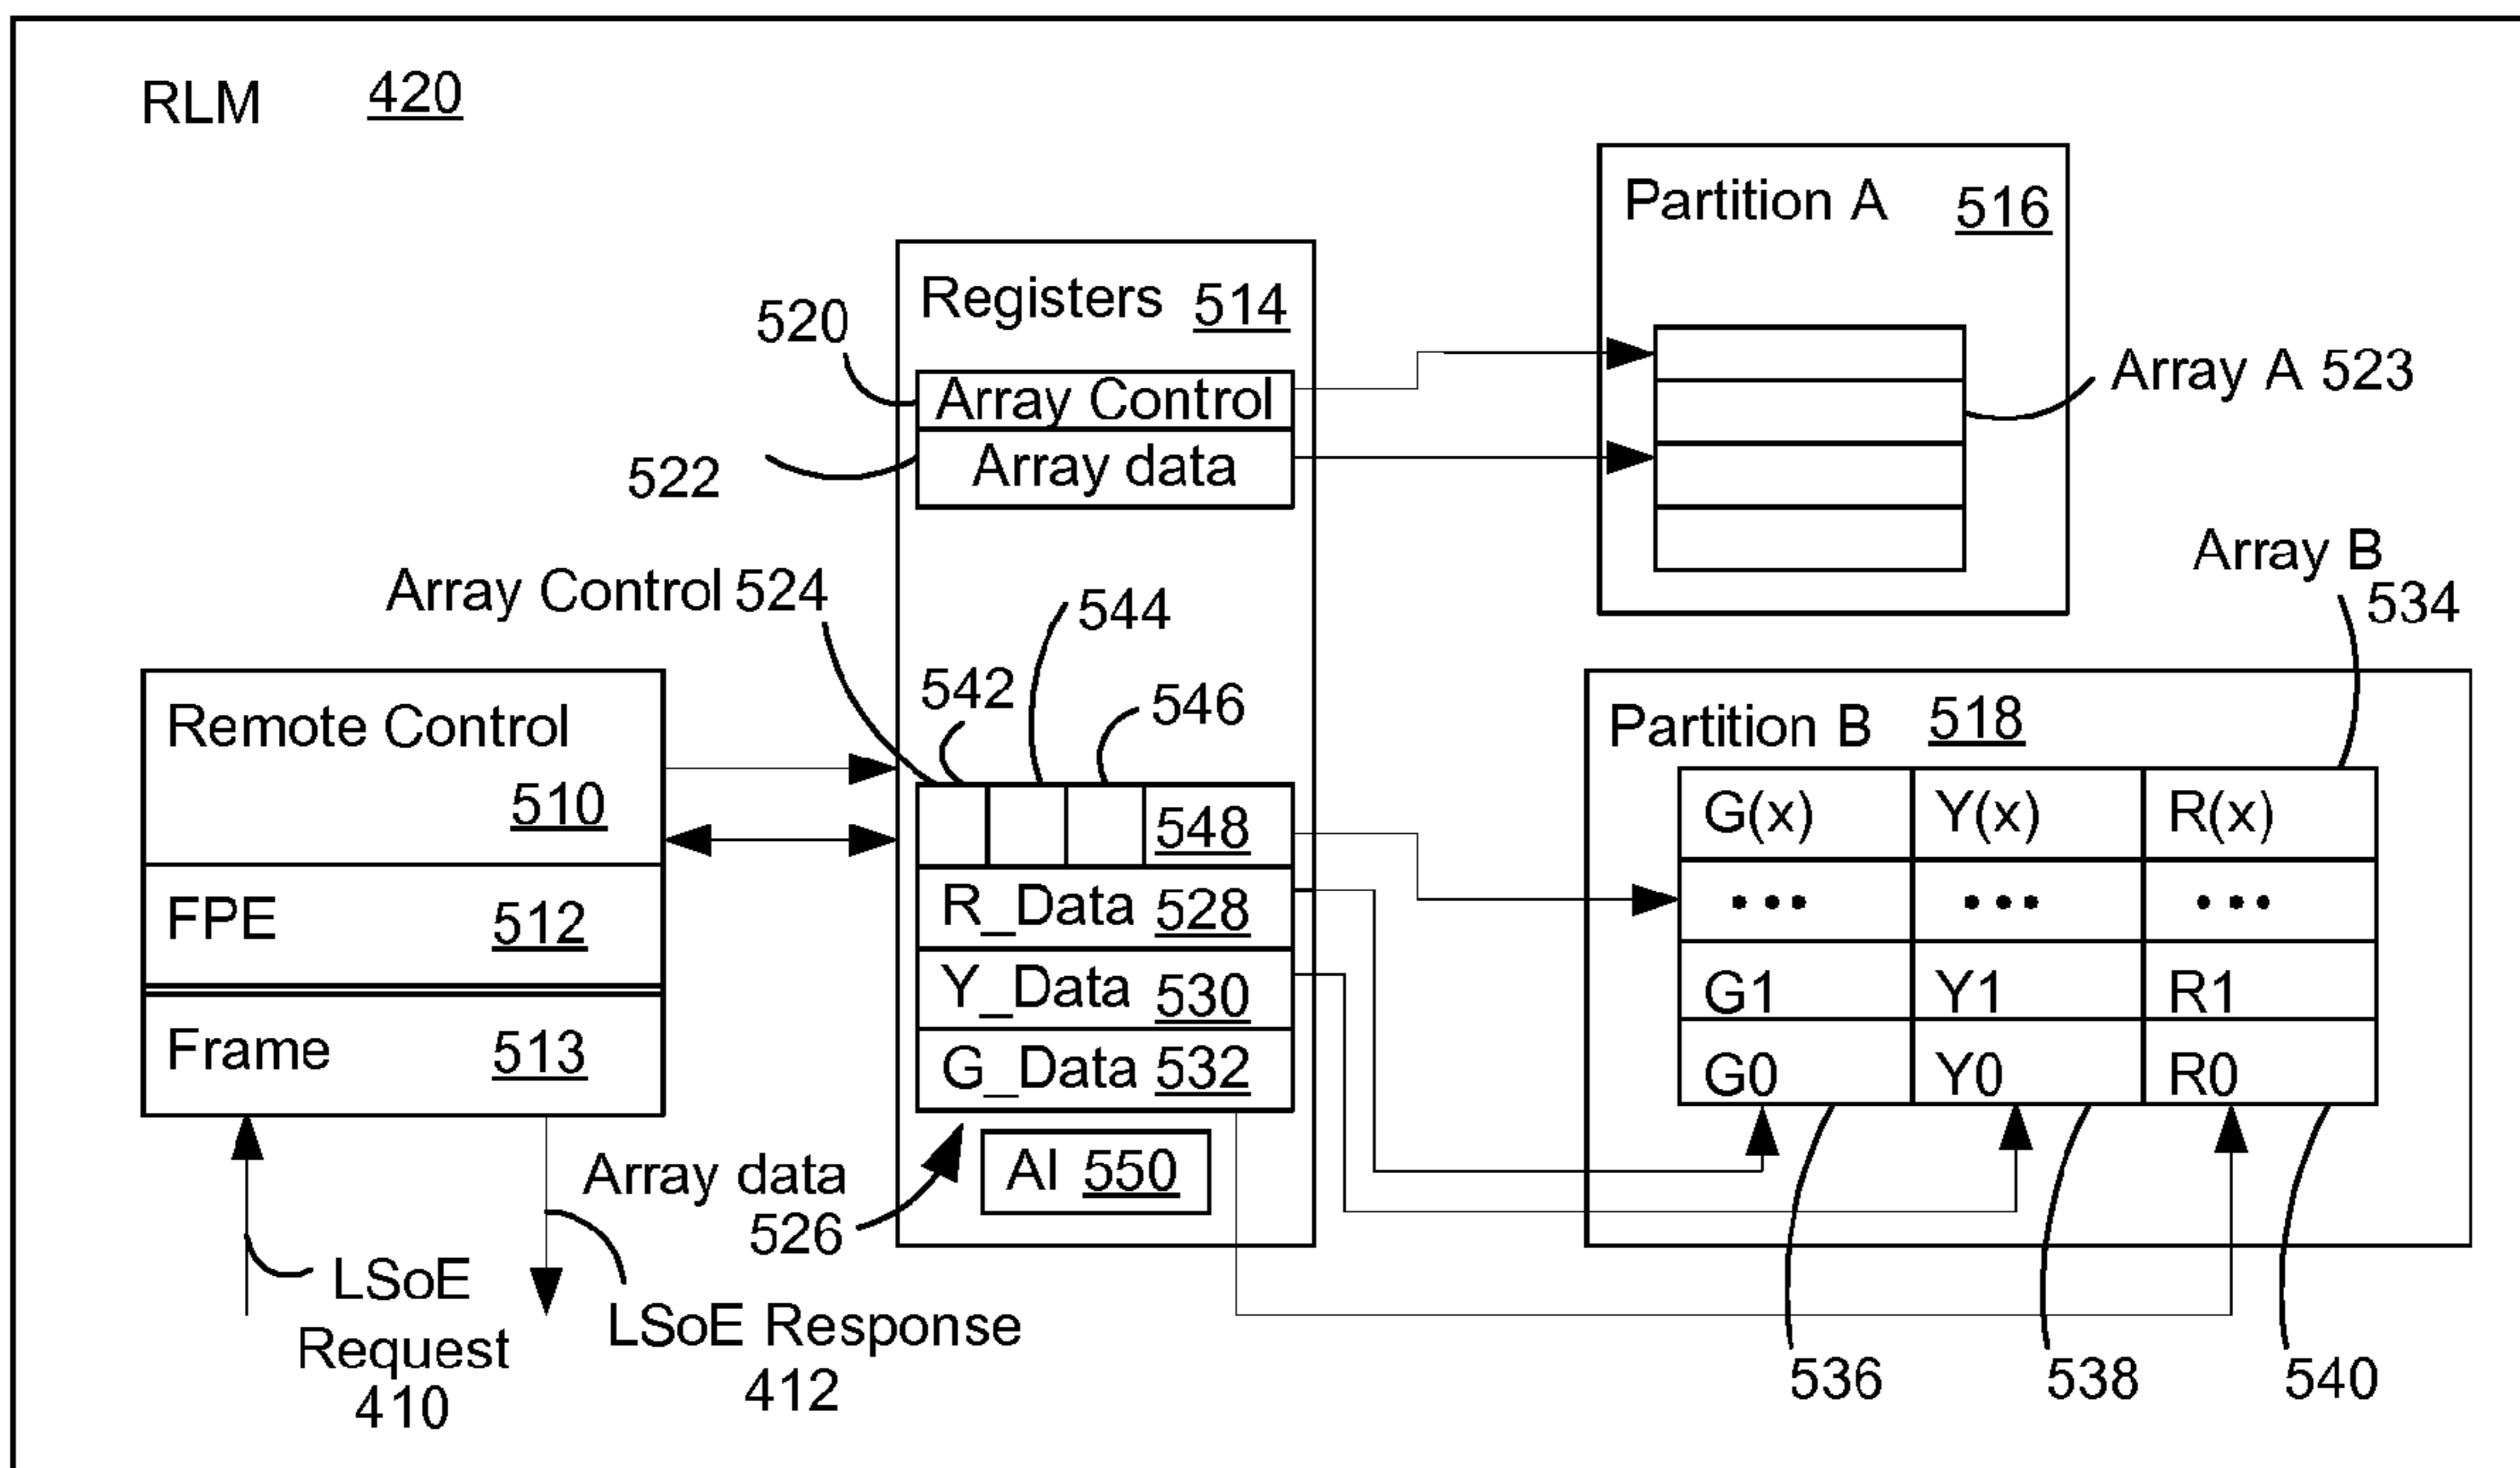 RLM 420
Partition A 516
Registers 514
520
Array Control
Array A 523
522
Array data
Array B
534
Array Control 524
544
542
546
Remote Control
510
Partition B 518
548
G(x) Y(x) R(x)
R_Data 528
••• ••• •••
FPE 512
Y_Data 530
G1 Y1 R1
Frame 513
G_Data 532
G0 Y0 R0
Array data
526
AI 550
LSoE
Request
410
LSoE Response
412
536 538 540